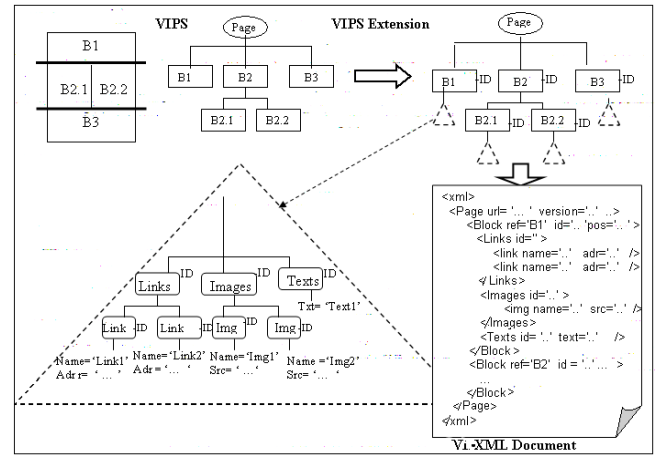 VIPS
VIPS Extension
B1
B2.1 B2.2
B3
Page
B1 B2 B3
B2.1 B2.2
Page
B1 -ID B2 -ID B3 -ID
B2.1 -ID B2.2 -ID
Links ID Images ID Texts ID
Txt= 'Text1'
Link -ID Link -ID Img -ID Img -ID
Name='Link1' Name='Link2' Name='Img1' Name='Img2'
Adr= '... ' Adr= '... ' Src= '... ' Src= '... '
<xml>
<Page url= '... ' version='..' ..>
<Block ref='B1' id='.. 'pos='.. ' >
<Links id='' >
<link name='..' adr='..' />
<link name='..' adr='..' />
</Links>
<Images id='..' >
<img name='..' src='..' />
</Images>
<Texts id= '..' text='..' />
</Block >
<Block ref='B2' id = '..' ... >
...
</Block>
</Page>
</xml>
Vi-XML Document